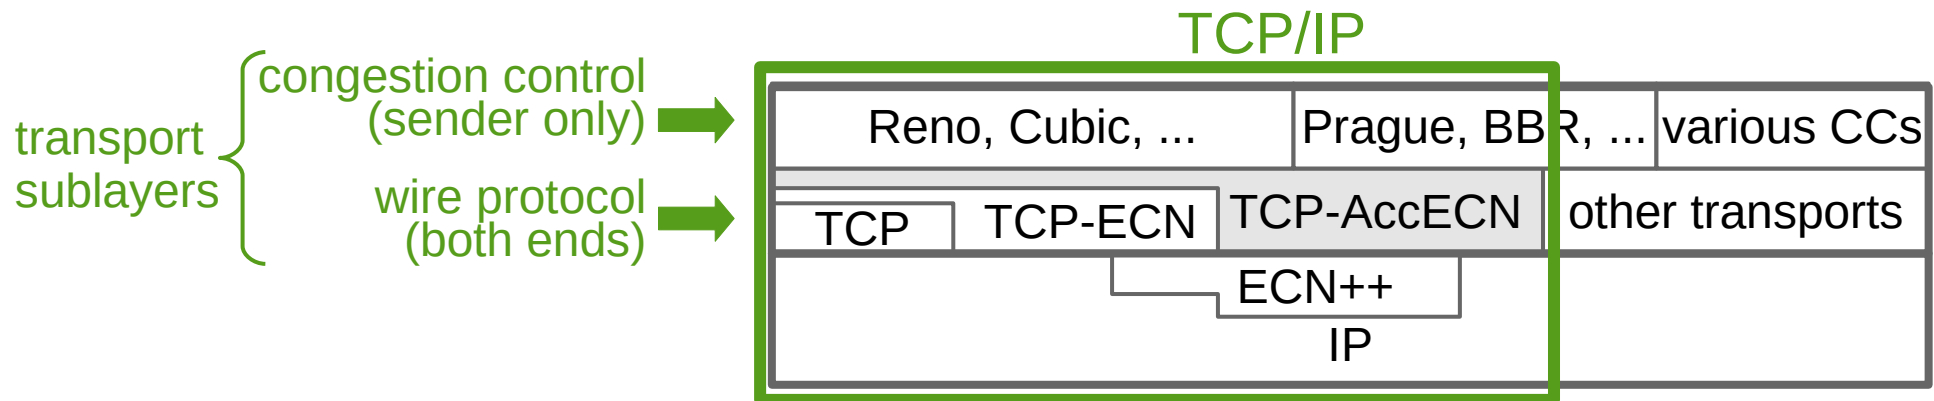 TCP/IP
congestion control
(sender only)
transport
sublayers
wire protocol
(both ends)
Reno, Cubic, ...
Prague, BBR, ...
various CCs
TCP
TCP-ECN
TCP-AccECN
other transports
ECN++
IP